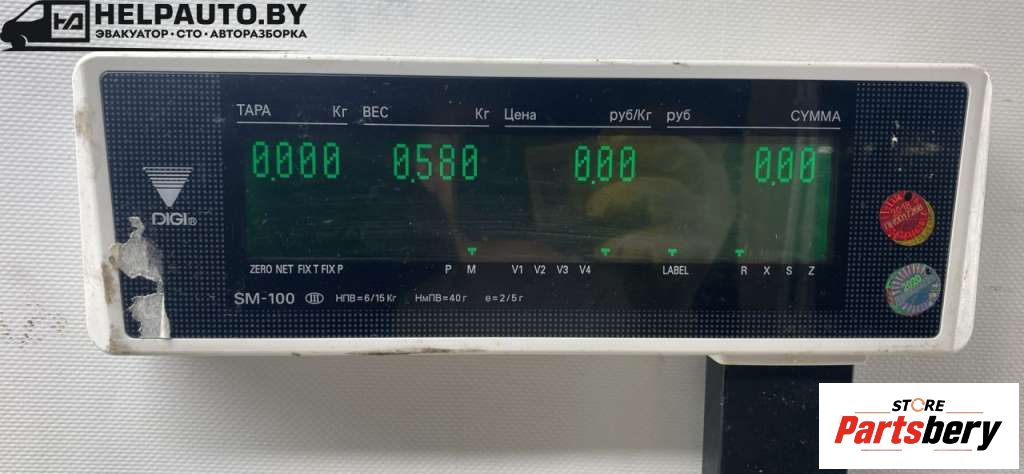 HELPAUTO.BY
ЭВАКУАТОР•СТО•АВТОРАЗБОРКА
ТАРА Кг ВЕС Кг Цена руб/Кг руб СУММА
0.000 0.580 0.00 0.00
DIGI®
ZERO NET FIX T FIX P P M V1 V2 V3 V4 LABEL R X S Z
SM-100 III НПВ=6/15 Кг НмПВ=40 г e=2/5 г
2020
STORE
Partsbery